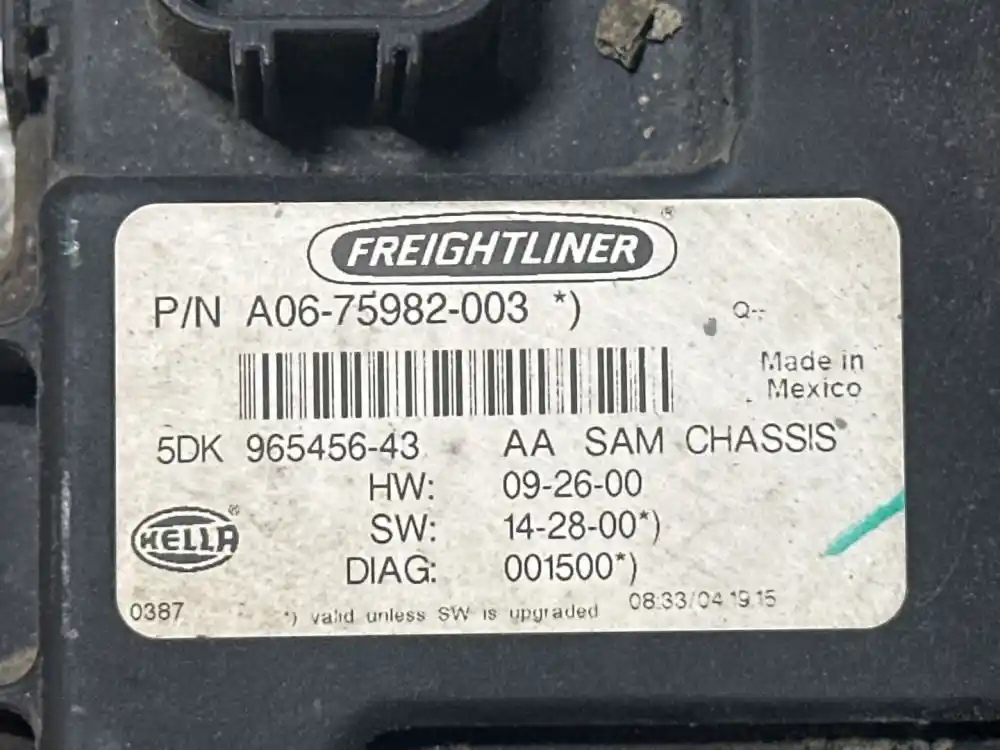 FREIGHTLINER ®
P/N A06-75982-003 *)
Q--
Made in
Mexico
5DK 965456-43 AA SAM CHASSIS
HW: 09-26-00
SW: 14-28-00*)
DIAG: 001500*)
HELLA ®
0387 *) valid unless SW is upgraded 08:33/04 19 15